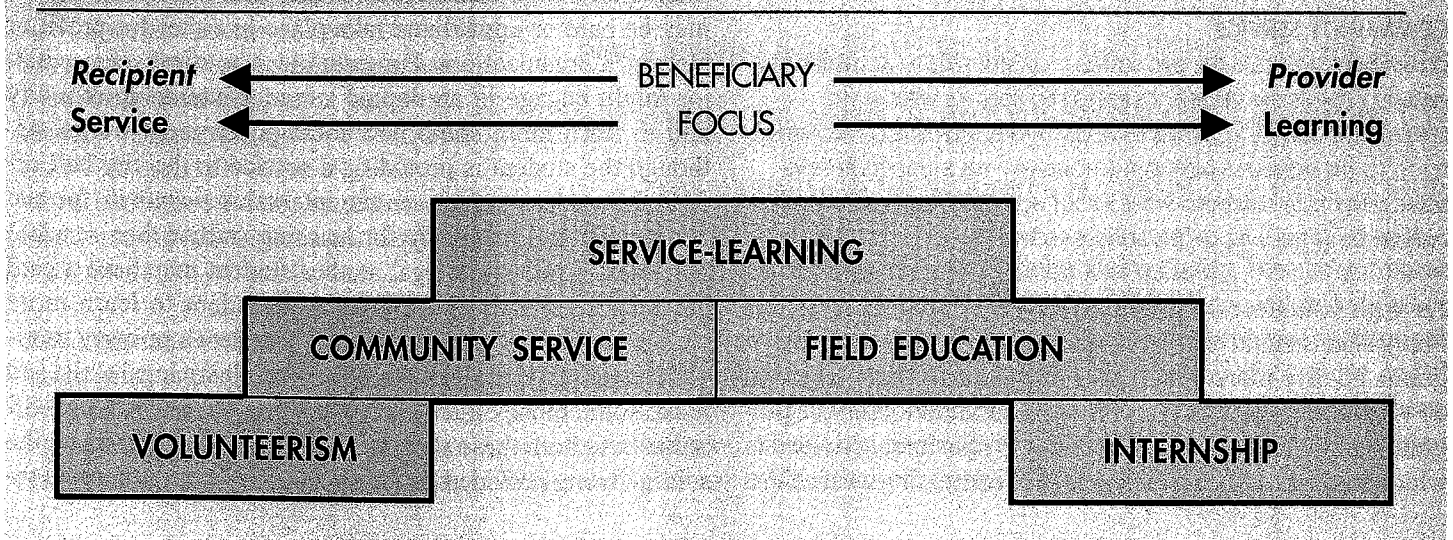 Recipient BENEFICIARY Provider
Service FOCUS Learning
SERVICE-LEARNING
COMMUNITY SERVICE FIELD EDUCATION
VOLUNTEERISM INTERNSHIP